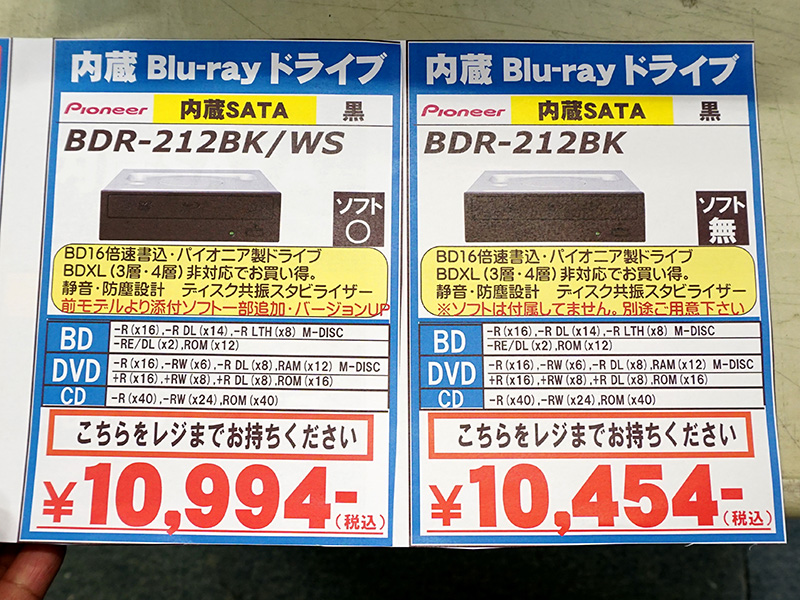 内蔵 Blu-ray ドライブ
Pioneer 内蔵SATA 黒
BDR-212BK/WS
ソフト
○
BD16倍速書込・パイオニア製ドライブ
BDXL(3層・4層)非対応でお買い得。
静音・防塵設計 ディスク共振スタビライザー
前モデルより添付ソフト一部追加・バージョンUP
BD
-R(x16),-R DL(x14),-R LTH(x8) M-DISC
-RE/DL(x2),ROM(x12)
DVD
-R(x16),-RW(x6),-R DL(x8),RAM(x12) M-DISC
+R(x16),+RW(x8),+R DL(x8),ROM(x16)
CD
-R(x40),-RW(x24),ROM(x40)
こちらをレジまでお持ちください
¥10,994-(税込)
内蔵 Blu-ray ドライブ
Pioneer 内蔵SATA 黒
BDR-212BK
ソフト
無
BD16倍速書込・パイオニア製ドライブ
BDXL(3層・4層)非対応でお買い得。
静音・防塵設計 ディスク共振スタビライザー
※ソフトは付属してません。別途ご用意下さい
BD
-R(x16),-R DL(x14),-R LTH(x8) M-DISC
-RE/DL(x2),ROM(x12)
DVD
-R(x16),-RW(x6),-R DL(x8),RAM(x12) M-DISC
+R(x16),+RW(x8),+R DL(x8),ROM(x16)
CD
-R(x40),-RW(x24),ROM(x40)
こちらをレジまでお持ちください
¥10,454-(税込)